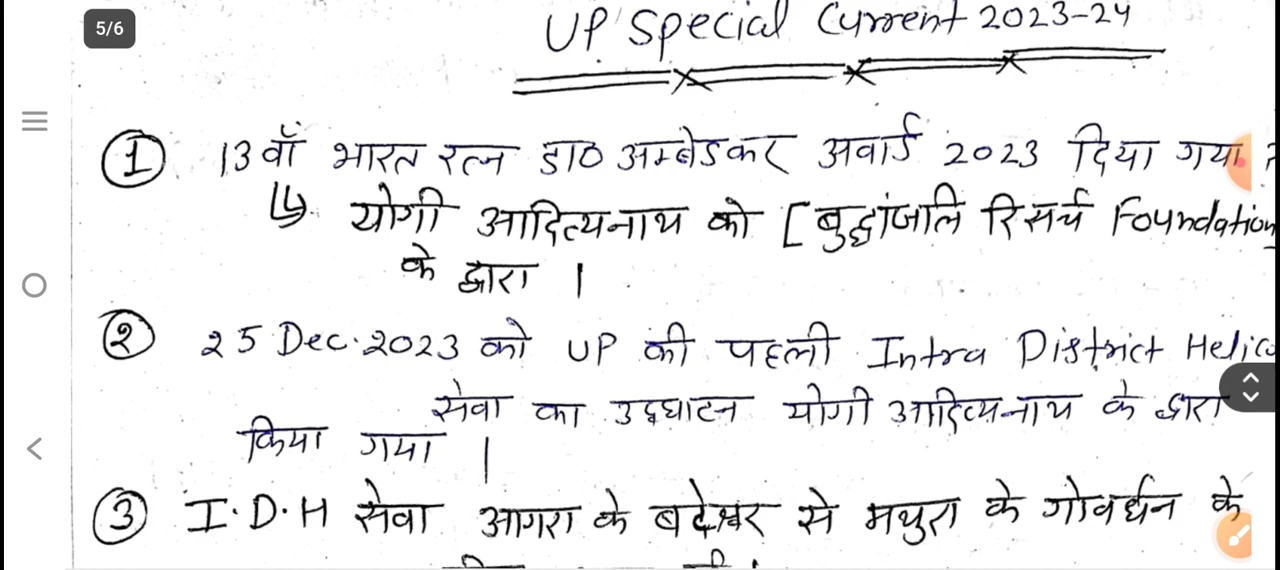 5/6
UP Special Current 2023-24
① 13वाँ भारत रत्न डा० अम्बेडकर अवार्ड 2023 दिया गया ?
↳ योगी आदित्यनाथ को [बुद्धांजलि रिसर्च Foundation
के द्वारा |
② 25 Dec. 2023 को UP की पहली Intra District Helico
सेवा का उदघाटन योगी आदित्यनाथ के द्वारा
किया गया |
③ I.D.H सेवा आगरा के बटेश्वर से मथुरा के गोवर्धन के